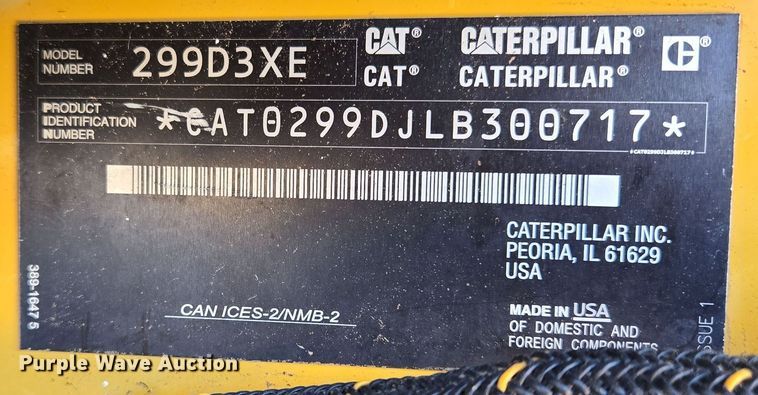 MODEL NUMBER 299D3XE
CAT® CATERPILLAR® C®
CAT® CATERPILLAR®
PRODUCT IDENTIFICATION NUMBER *CAT0299DJLB300717*
*CAT0299DJLB300717*
CATERPILLAR INC.
PEORIA, IL 61629
USA
389-1647 5
CAN ICES-2/NMB-2
MADE IN USA
OF DOMESTIC AND
FOREIGN COMPONENTS
ISSUE 1
Purple Wave Auction